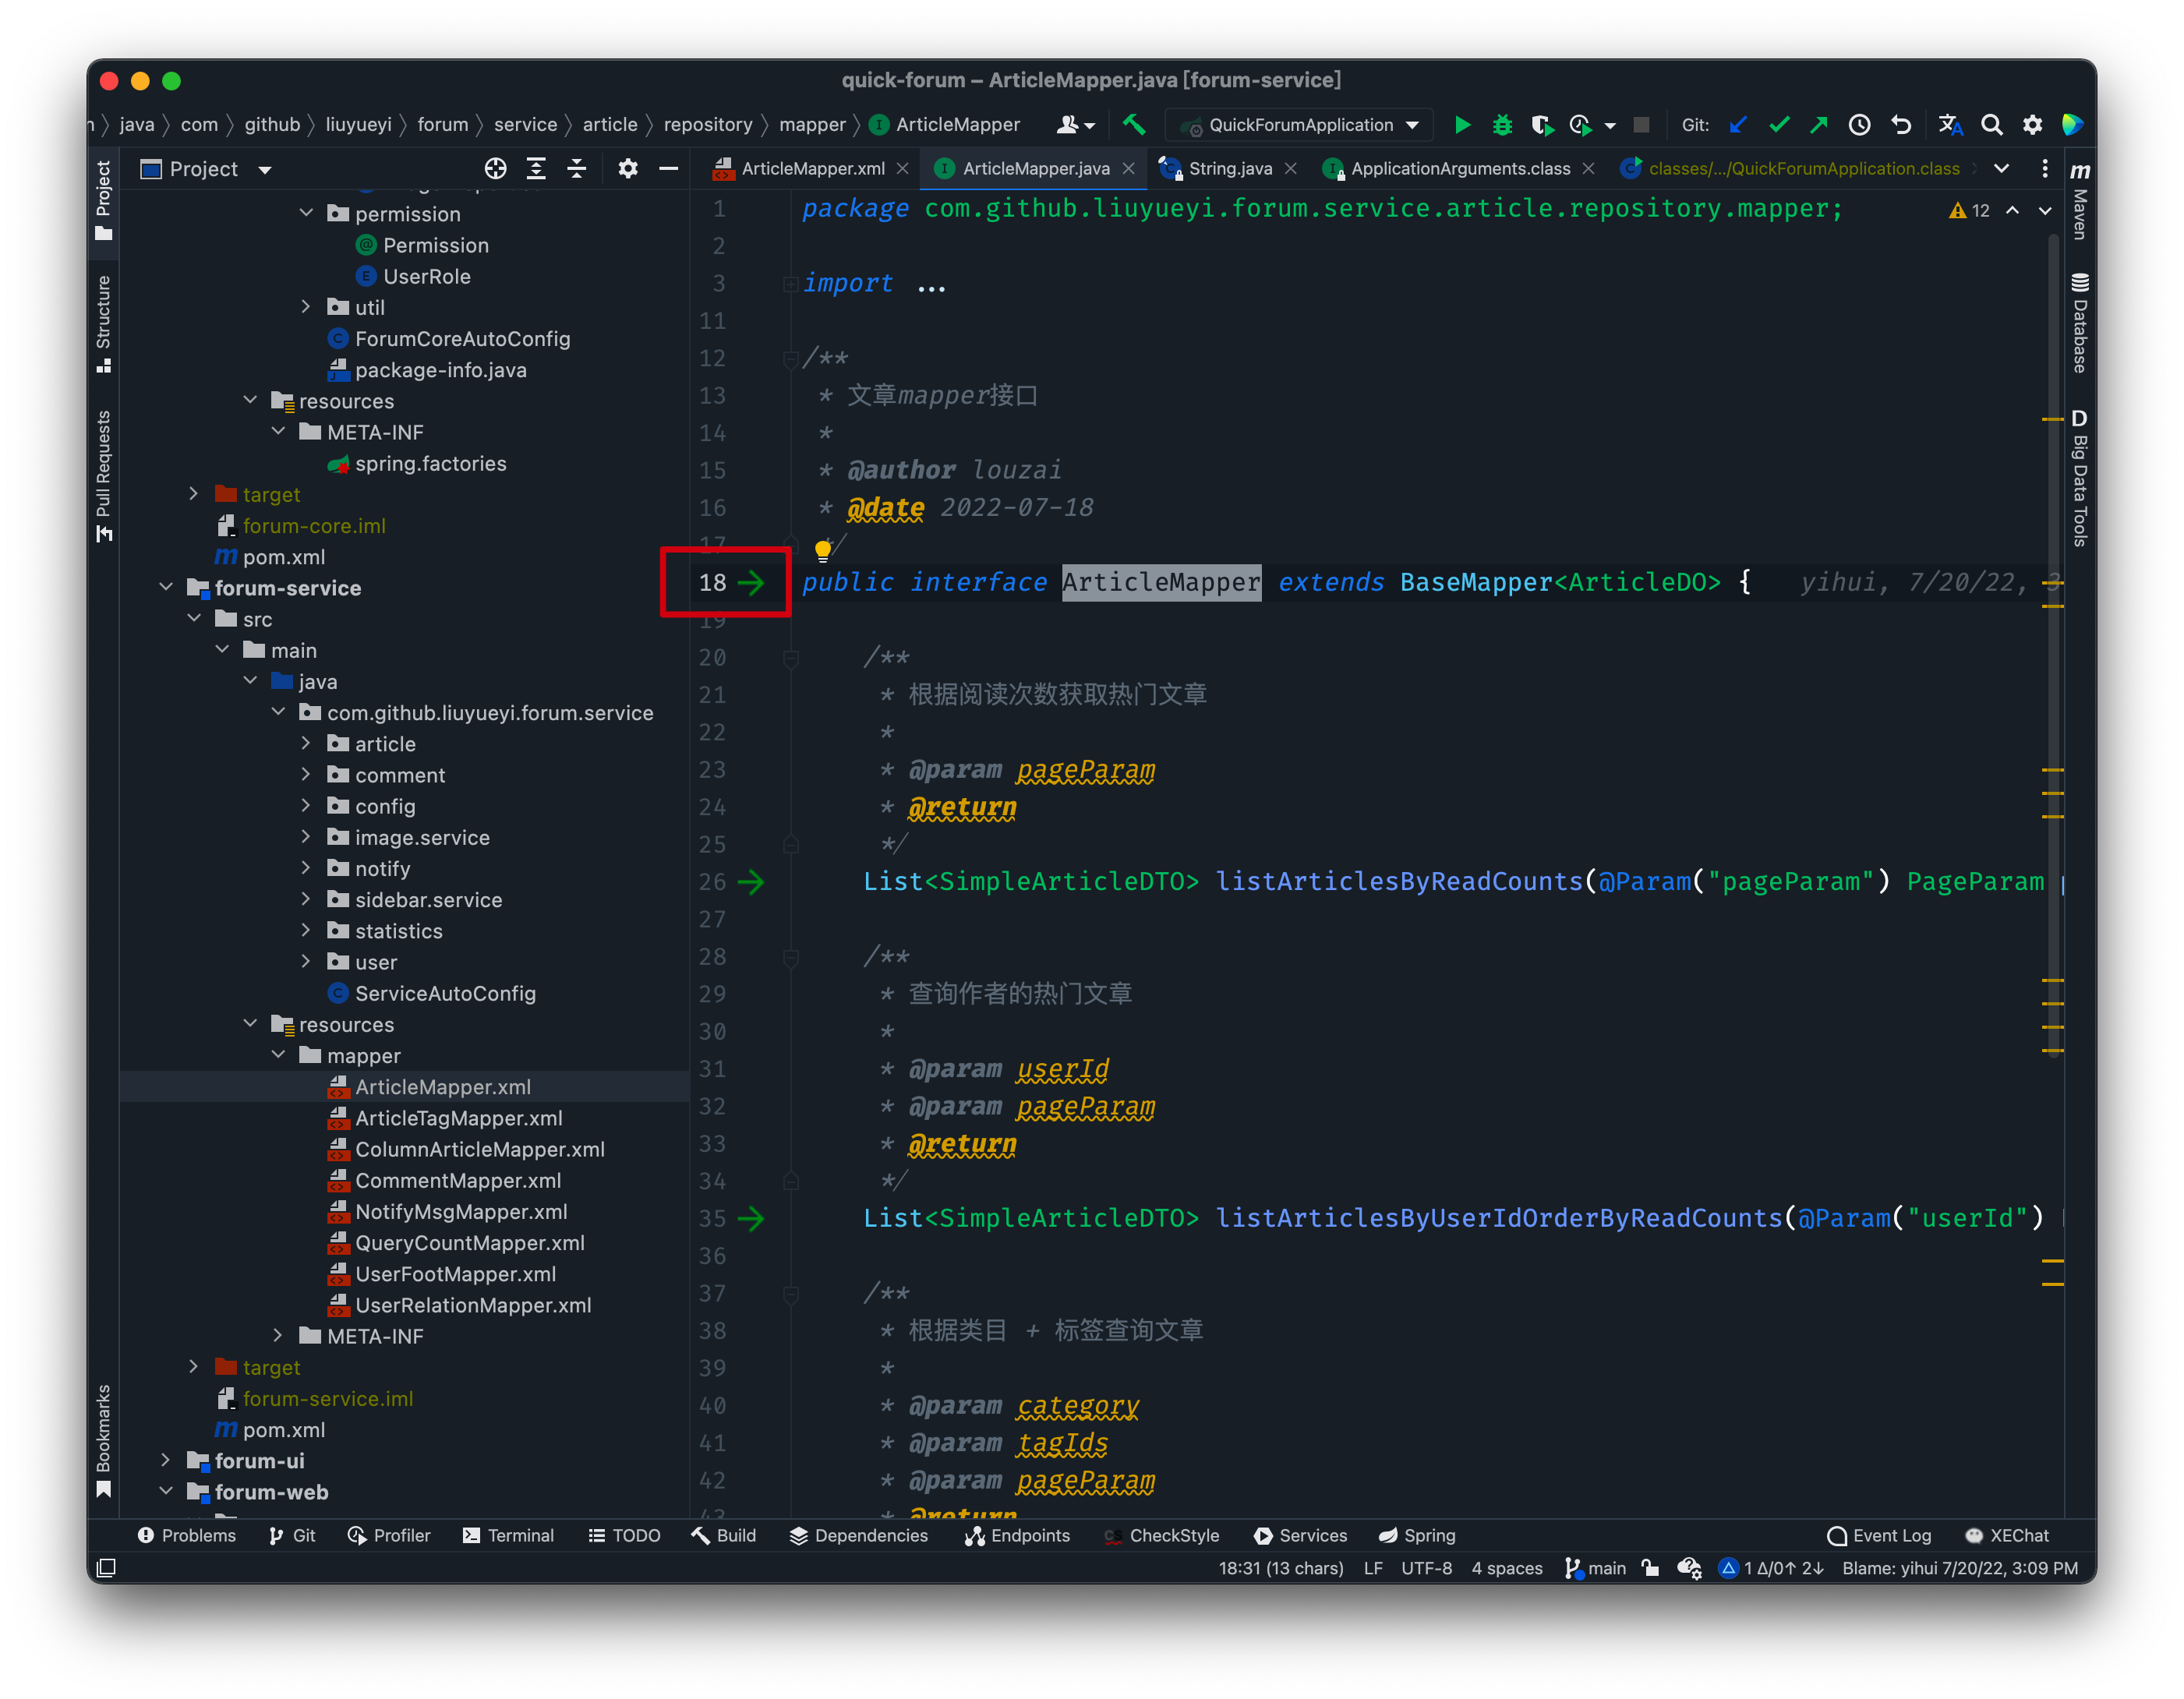 quick-forum – ArticleMapper.java [forum-service]
java com github liuyueyi forum service article repository mapper ArticleMapper QuickForumApplication Git:
Project ArticleMapper.xml ArticleMapper.java String.java ApplicationArguments.class classes/.../QuickForumApplication.class
Project
Structure
Pull Requests
Bookmarks
permission
Permission
UserRole
util
ForumCoreAutoConfig
package-info.java
resources
META-INF
spring.factories
target
forum-core.iml
pom.xml
forum-service
src
main
java
com.github.liuyueyi.forum.service
article
comment
config
image.service
notify
sidebar.service
statistics
user
ServiceAutoConfig
resources
mapper
ArticleMapper.xml
ArticleTagMapper.xml
ColumnArticleMapper.xml
CommentMapper.xml
NotifyMsgMapper.xml
QueryCountMapper.xml
UserFootMapper.xml
UserRelationMapper.xml
META-INF
target
forum-service.iml
pom.xml
forum-ui
forum-web
1 package com.github.liuyueyi.forum.service.article.repository.mapper; 12
2
3 import ...
11
12 /**
13 * 文章mapper接口
14 *
15 * @author louzai
16 * @date 2022-07-18
17 */
18 public interface ArticleMapper extends BaseMapper<ArticleDO> { yihui, 7/20/22, 3
19
20 /**
21 * 根据阅读次数获取热门文章
22 *
23 * @param pageParam
24 * @return
25 */
26 List<SimpleArticleDTO> listArticlesByReadCounts(@Param("pageParam") PageParam p
27
28 /**
29 * 查询作者的热门文章
30 *
31 * @param userId
32 * @param pageParam
33 * @return
34 */
35 List<SimpleArticleDTO> listArticlesByUserIdOrderByReadCounts(@Param("userId")
36
37 /**
38 * 根据类目 + 标签查询文章
39 *
40 * @param category
41 * @param tagIds
42 * @param pageParam
43 * @return
m Maven
Database
D Big Data Tools
Problems Git Profiler Terminal TODO Build Dependencies Endpoints CheckStyle Services Spring Event Log XEChat
18:31 (13 chars) LF UTF-8 4 spaces main 1 Δ/0↑ 2↓ Blame: yihui 7/20/22, 3:09 PM